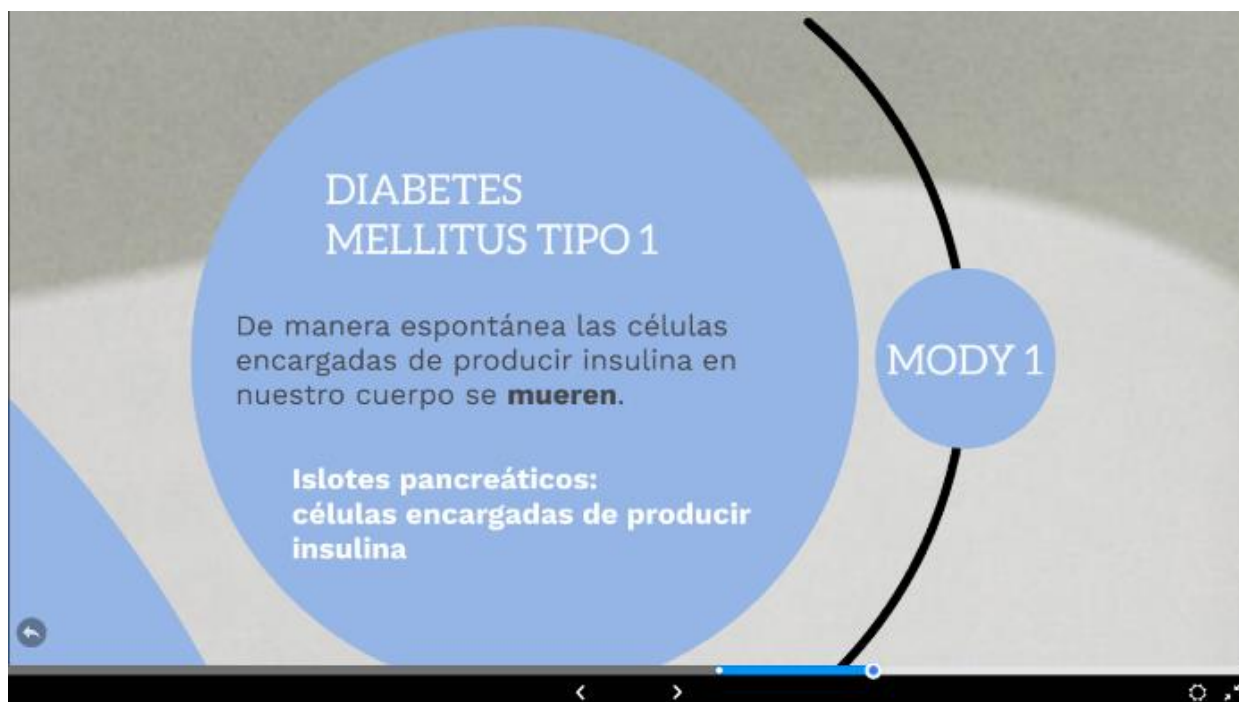 DIABETES
MELLITUS TIPO 1
De manera espontánea las células
encargadas de producir insulina en
nuestro cuerpo se mueren.
Islotes pancreáticos:
células encargadas de producir
insulina
MODY 1